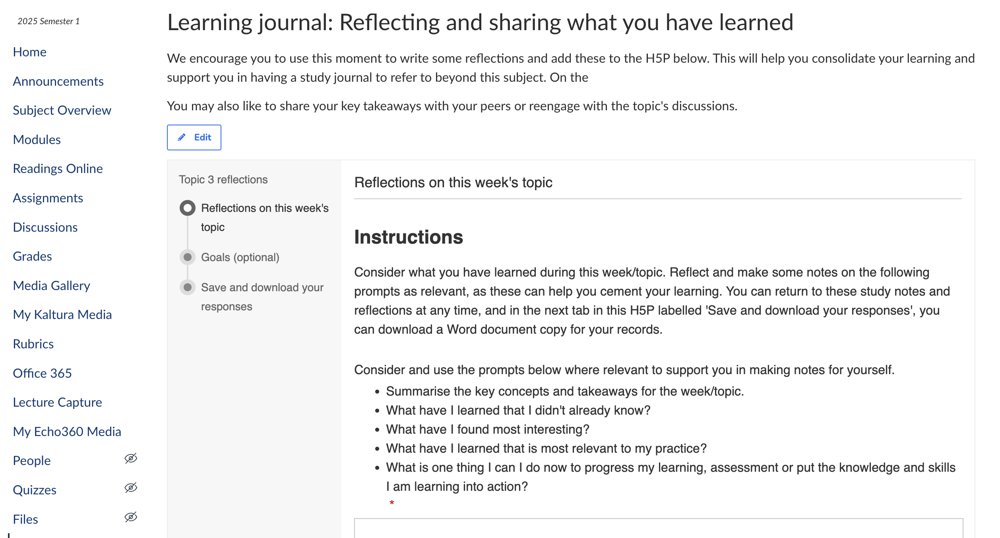 2025 Semester 1
Home
Announcements
Subject Overview
Modules
Readings Online
Assignments
Discussions
Grades
Media Gallery
My Kaltura Media
Rubrics
Office 365
Lecture Capture
My Echo360 Media
People
Quizzes
Files
Learning journal: Reflecting and sharing what you have learned
We encourage you to use this moment to write some reflections and add these to the H5P below. This will help you consolidate your learning and
support you in having a study journal to refer to beyond this subject. On the
You may also like to share your key takeaways with your peers or reengage with the topic's discussions.
Edit
Topic 3 reflections
Reflections on this week's
topic
Goals (optional)
Save and download your
responses
Reflections on this week's topic
Instructions
Consider what you have learned during this week/topic. Reflect and make some notes on the following
prompts as relevant, as these can help you cement your learning. You can return to these study notes and
reflections at any time, and in the next tab in this H5P labelled 'Save and download your responses', you
can download a Word document copy for your records.
Consider and use the prompts below where relevant to support you in making notes for yourself.
• Summarise the key concepts and takeaways for the week/topic.
• What have I learned that I didn't already know?
• What have I found most interesting?
• What have I learned that is most relevant to my practice?
• What is one thing I can I do now to progress my learning, assessment or put the knowledge and skills
I am learning into action?
*